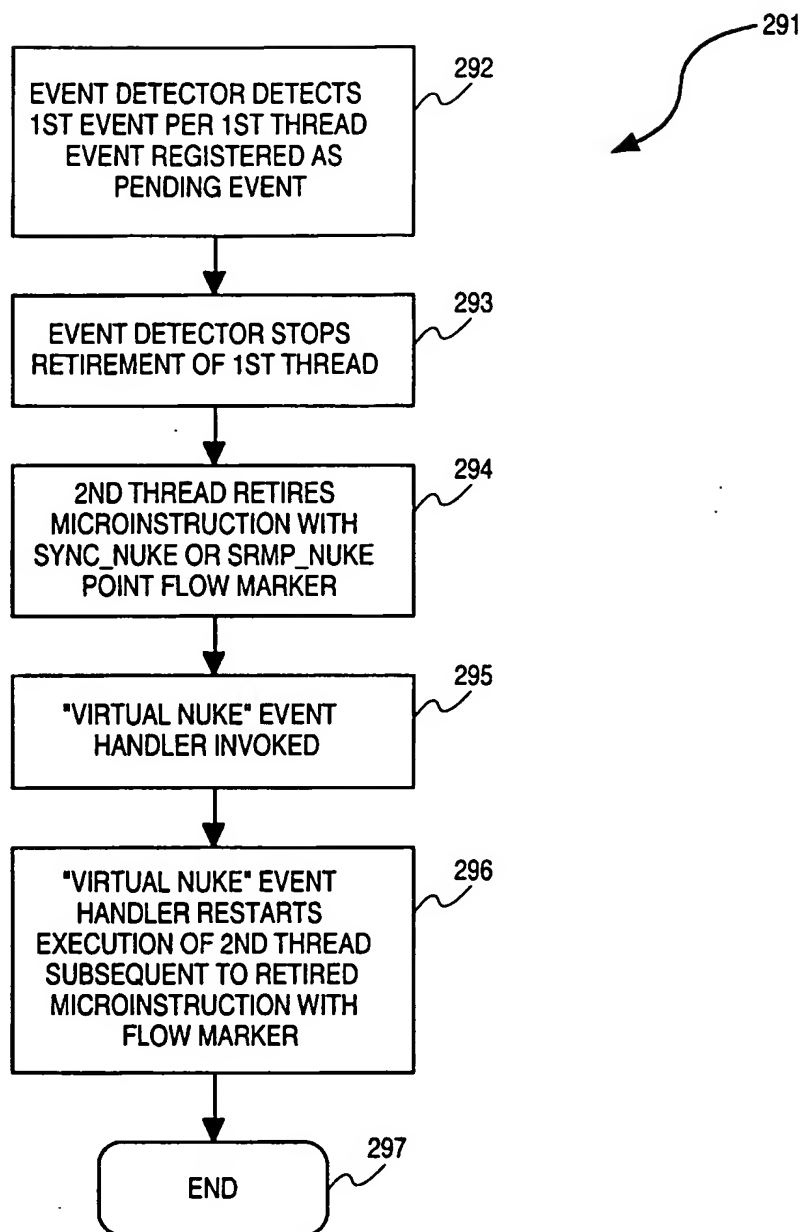 291
292
EVENT DETECTOR DETECTS
1ST EVENT PER 1ST THREAD
EVENT REGISTERED AS
PENDING EVENT
293
EVENT DETECTOR STOPS
RETIREMENT OF 1ST THREAD
294
2ND THREAD RETIRES
MICROINSTRUCTION WITH
SYNC_NUKE OR SRMP_NUKE
POINT FLOW MARKER
295
"VIRTUAL NUKE" EVENT
HANDLER INVOKED
296
"VIRTUAL NUKE" EVENT
HANDLER RESTARTS
EXECUTION OF 2ND THREAD
SUBSEQUENT TO RETIRED
MICROINSTRUCTION WITH
FLOW MARKER
297
END